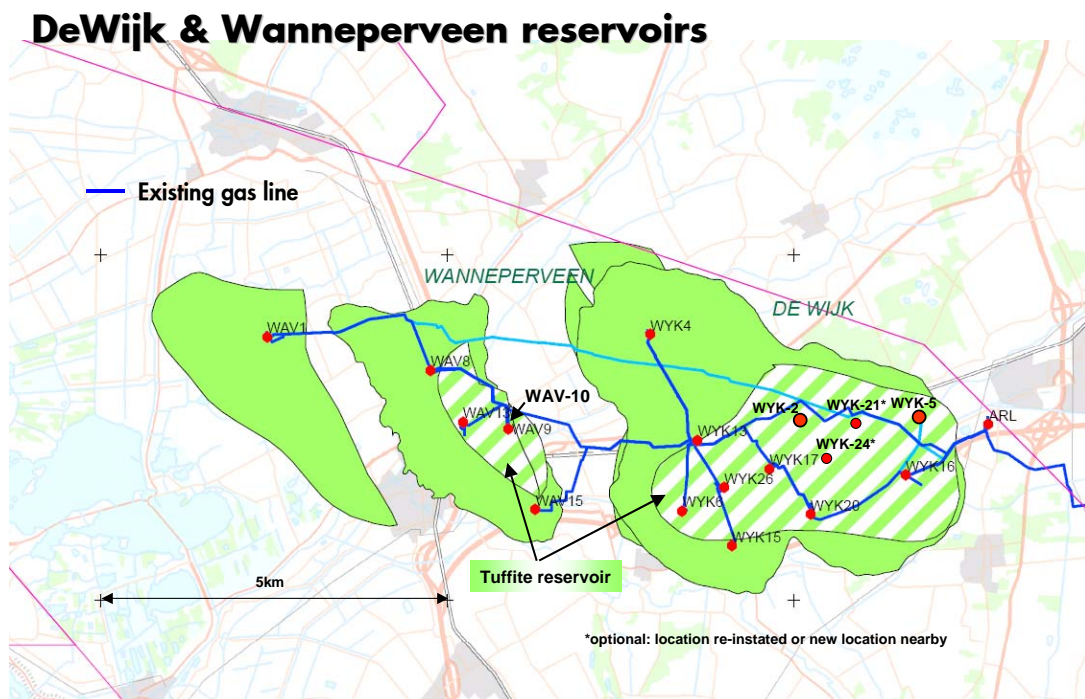 DeWijk & Wanneperveen reservoirs
Existing gas line
WANNEPERVEEN
DE WIJK
WAV1
WYK4
WAV8
WAV-10
WAV13
WAV9
WYK-2
WYK-21*
WYK-5
ARL
WYK13
WYK-24*
WYK17
WYK16
WYK26
WAV15
WYK6
WYK20
WYK15
Tuffite reservoir
5km
*optional: location re-instated or new location nearby